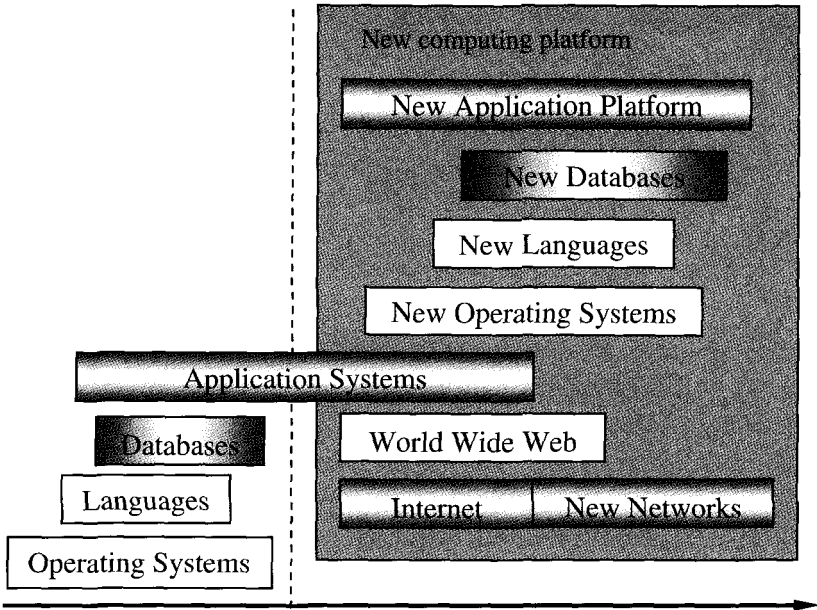 New computing platform
New Application Platform
New Databases
New Languages
New Operating Systems
Application Systems
Databases
World Wide Web
Languages
Internet
New Networks
Operating Systems